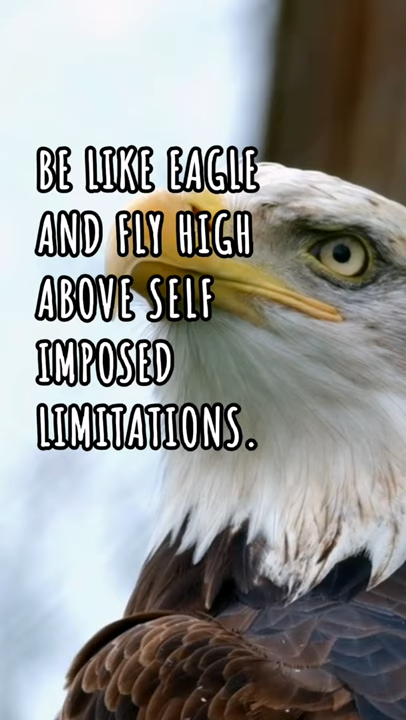 BE LIKE EAGLE
AND FLY HIGH
ABOVE SELF
IMPOSED
LIMITATIONS.